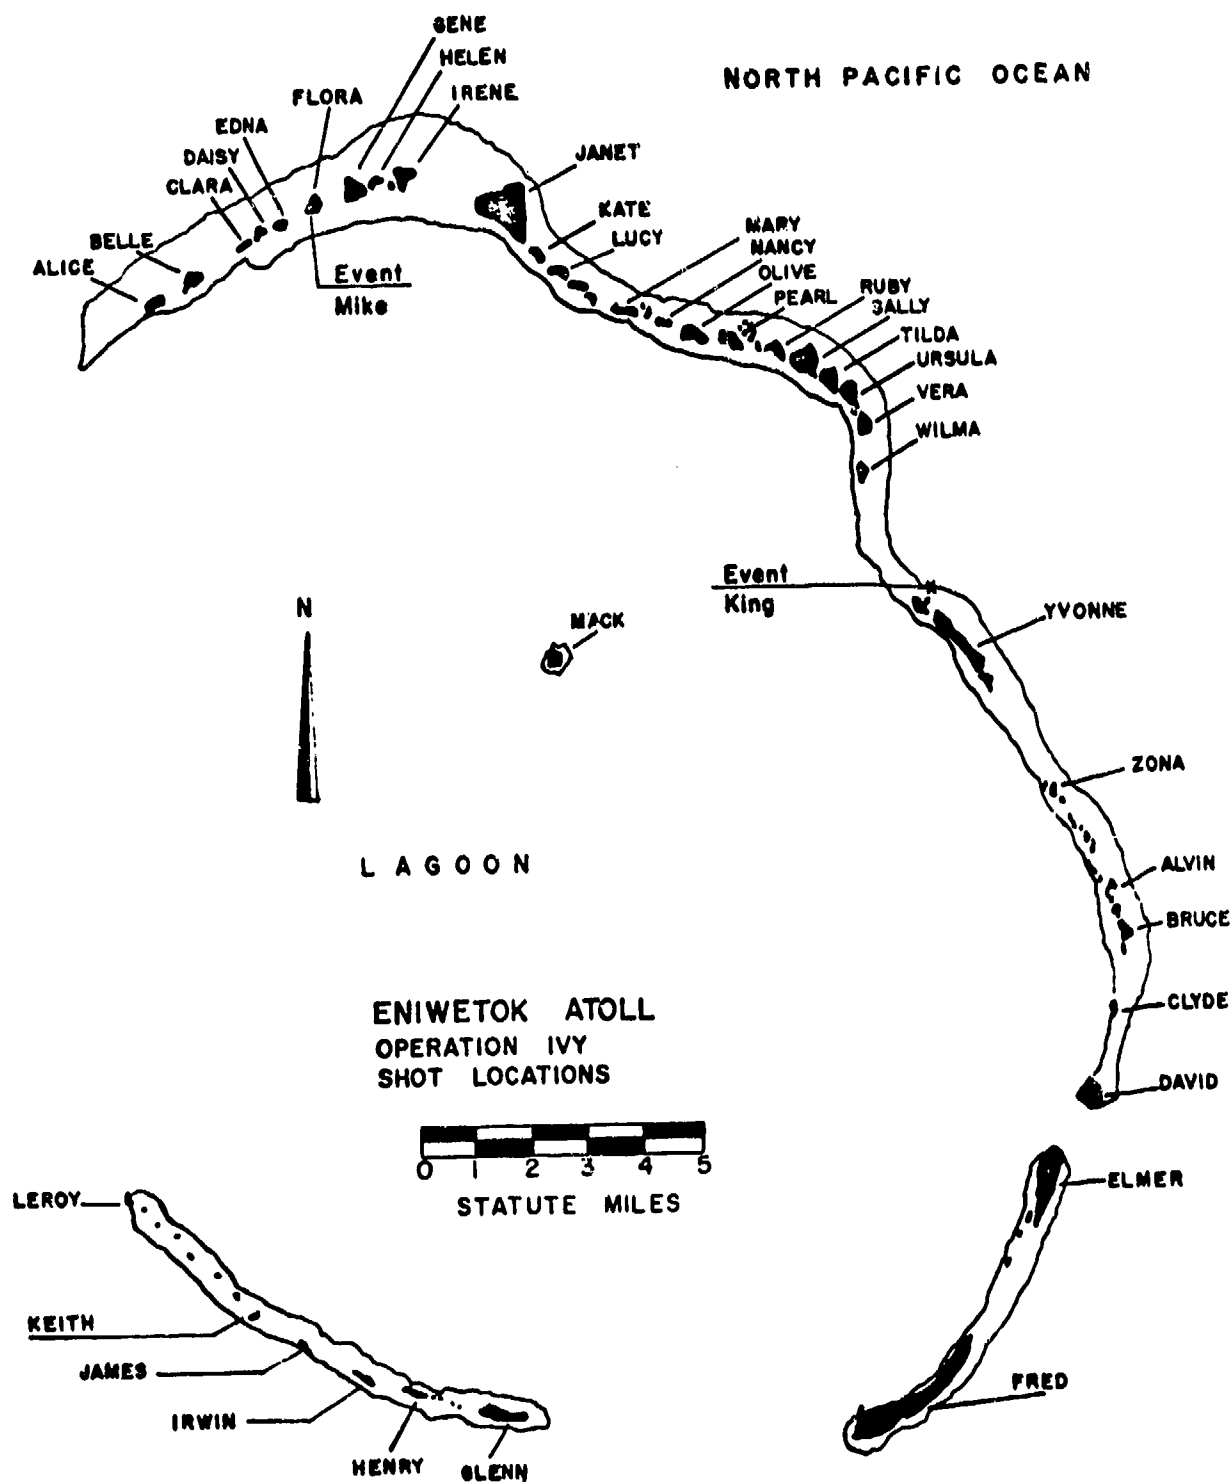 GENE
HELEN
IRENE
FLORA
EDNA
DAISY
CLARA
BELLE
ALICE
NORTH PACIFIC OCEAN
JANET
KATE
LUCY
MARY
NANCY
OLIVE
PEARL
RUBY
SALLY
TILDA
URSULA
VERA
WILMA
Event
Mike
Event
King
YVONNE
N
MACK
ZONA
LAGOON
ALVIN
BRUCE
CLYDE
DAVID
ENIWETOK ATOLL
OPERATION IVY
SHOT LOCATIONS
0 1 2 3 4 5
STATUTE MILES
LEROY
KEITH
JAMES
IRWIN
HENRY
GLENN
ELMER
FRED